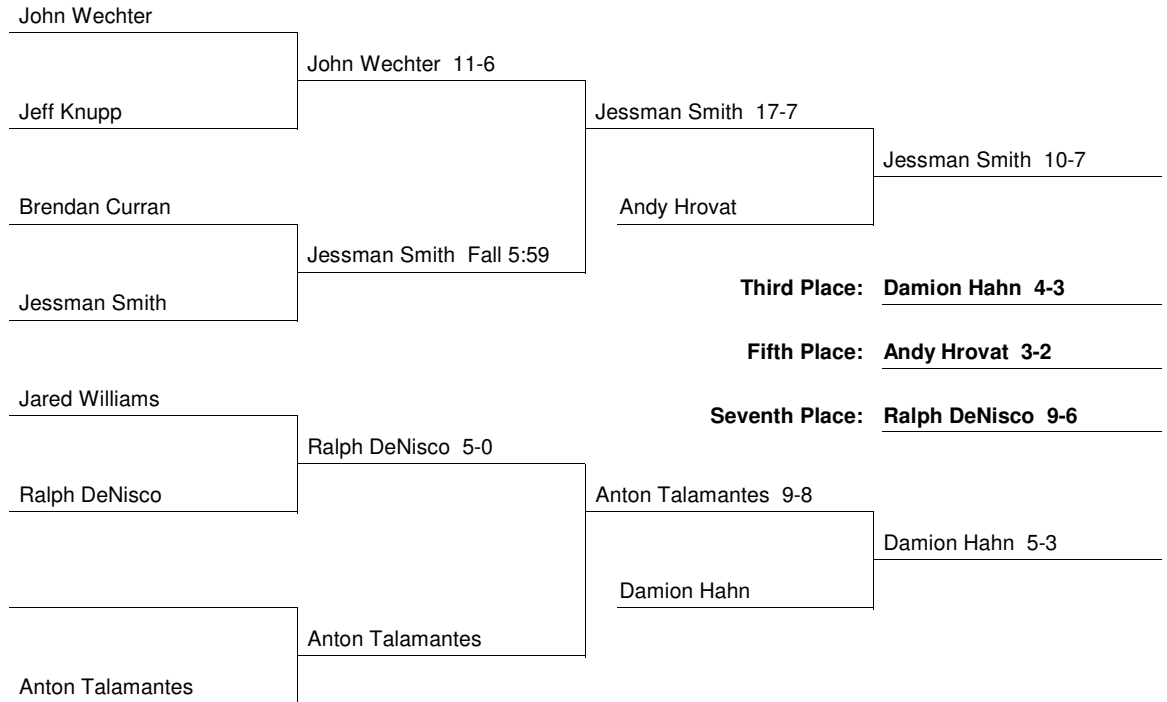 John Wechter
John Wechter 11-6
Jeff Knupp
Jessman Smith 17-7
Jessman Smith 10-7
Brendan Curran
Andy Hrovat
Jessman Smith Fall 5:59
Third Place: Damion Hahn 4-3
Jessman Smith
Fifth Place: Andy Hrovat 3-2
Jared Williams
Seventh Place: Ralph DeNisco 9-6
Ralph DeNisco 5-0
Ralph DeNisco
Anton Talamantes 9-8
Damion Hahn 5-3
Damion Hahn
Anton Talamantes
Anton Talamantes